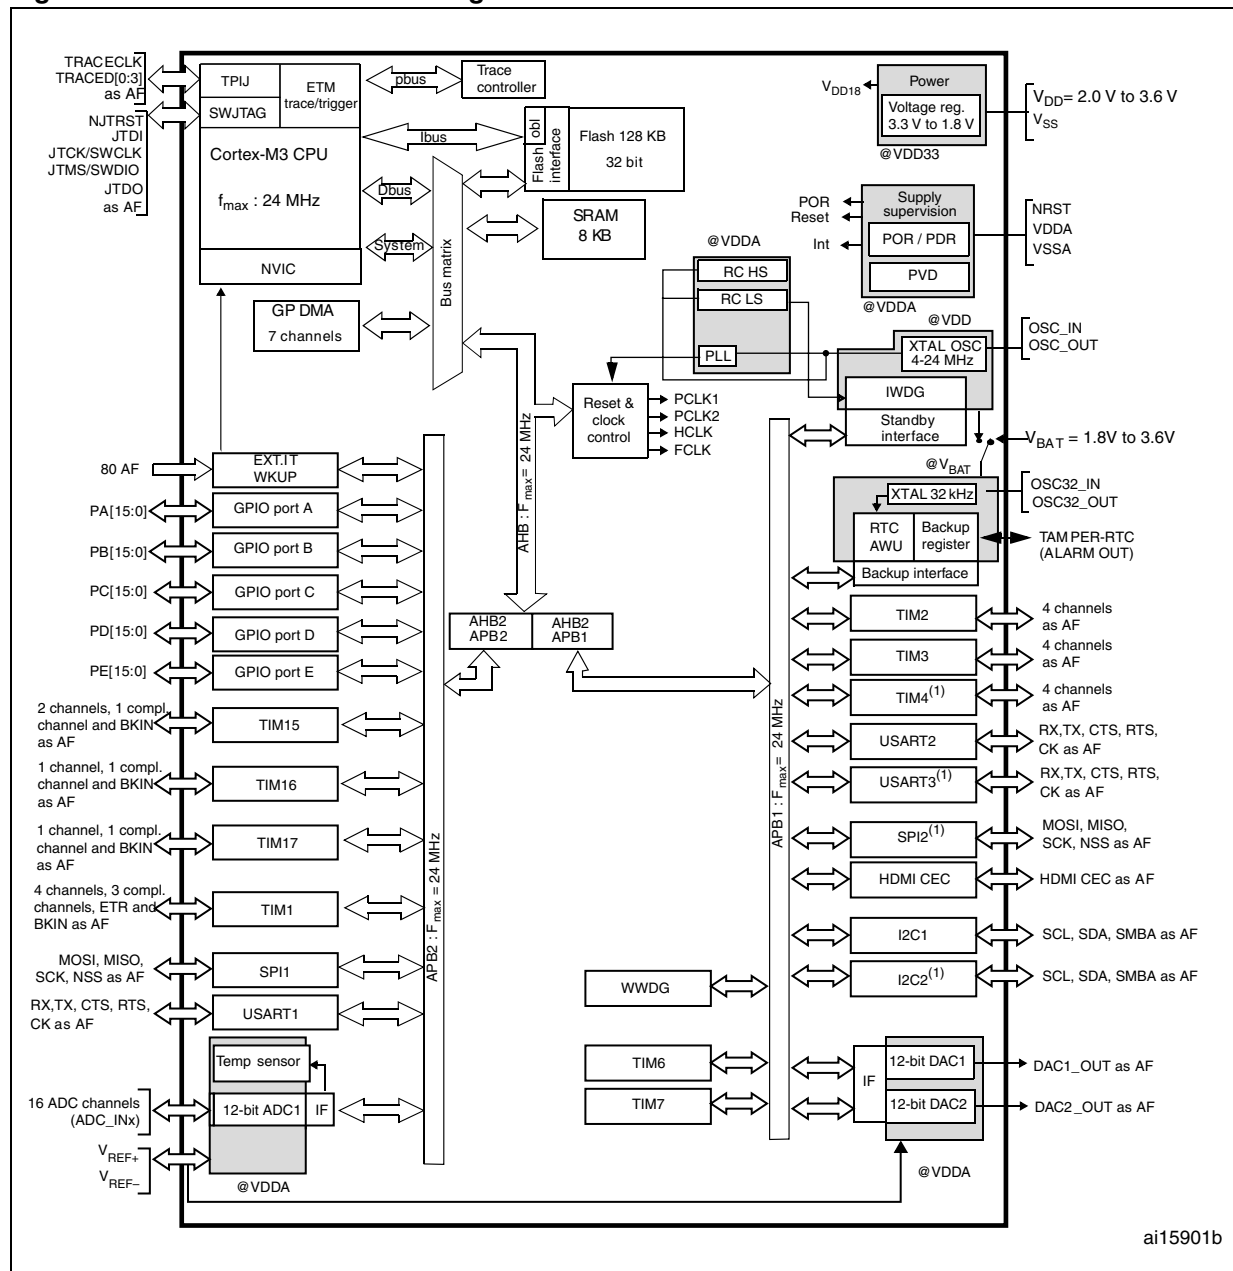 TRACECLK
TRACED[0:3]
as AF
NJTRST
JTDI
JTCK/SWCLK
JTMS/SWDIO
JTDO
as AF
TPIJ
SWJTAG
ETM
trace/trigger
Cortex-M3 CPU
fmax : 24 MHz
NVIC
GP DMA
7 channels
pbus
Ibus
Dbus
System
Trace
controller
Flash obl
interface
Flash 128 KB
32 bit
SRAM
8 KB
Bus matrix
VDD18
Power
Voltage reg.
3.3 V to 1.8 V
@VDD33
VDD= 2.0 V to 3.6 V
VSS
POR
Reset
Int
Supply
supervision
POR / PDR
PVD
@VDDA
NRST
VDDA
VSSA
@VDDA
RC HS
RC LS
PLL
@VDD
XTAL OSC
4-24 MHz
IWDG
Standby
interface
OSC_IN
OSC_OUT
Reset &
clock
control
PCLK1
PCLK2
HCLK
FCLK
VBAT = 1.8V to 3.6V
@VBAT
XTAL 32 kHz
RTC
AWU
Backup
register
Backup interface
OSC32_IN
OSC32_OUT
TAMPER-RTC
(ALARM OUT)
AHB : Fmax = 24 MHz
AHB2
APB2
AHB2
APB1
80 AF
EXT.IT
WKUP
PA[15:0]
GPIO port A
PB[15:0]
GPIO port B
PC[15:0]
GPIO port C
PD[15:0]
GPIO port D
PE[15:0]
GPIO port E
2 channels, 1 compl.
channel and BKIN
as AF
TIM15
1 channel, 1 compl.
channel and BKIN
as AF
TIM16
1 channel, 1 compl.
channel and BKIN
as AF
TIM17
4 channels, 3 compl.
channels, ETR and
BKIN as AF
TIM1
MOSI, MISO,
SCK, NSS as AF
SPI1
RX,TX, CTS, RTS,
CK as AF
USART1
Temp sensor
16 ADC channels
(ADC_INx)
12-bit ADC1
IF
VREF+
VREF–
@VDDA
APB2 : Fmax = 24 MHz
APB1 : Fmax = 24 MHz
TIM2
4 channels
as AF
TIM3
4 channels
as AF
TIM4(1)
4 channels
as AF
USART2
RX,TX, CTS, RTS,
CK as AF
USART3(1)
RX,TX, CTS, RTS,
CK as AF
SPI2(1)
MOSI, MISO,
SCK, NSS as AF
HDMI CEC
HDMI CEC as AF
I2C1
SCL, SDA, SMBA as AF
I2C2(1)
SCL, SDA, SMBA as AF
WWDG
TIM6
TIM7
IF
12-bit DAC1
DAC1_OUT as AF
12-bit DAC2
DAC2_OUT as AF
@VDDA
ai15901b